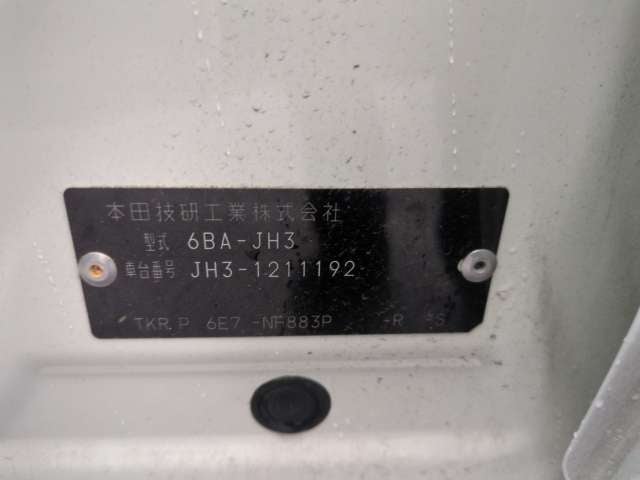 本田技研工業株式会社
型式 6BA-JH3
車台番号 JH3-1211192
TKR P 6E7 -NH883P -R S